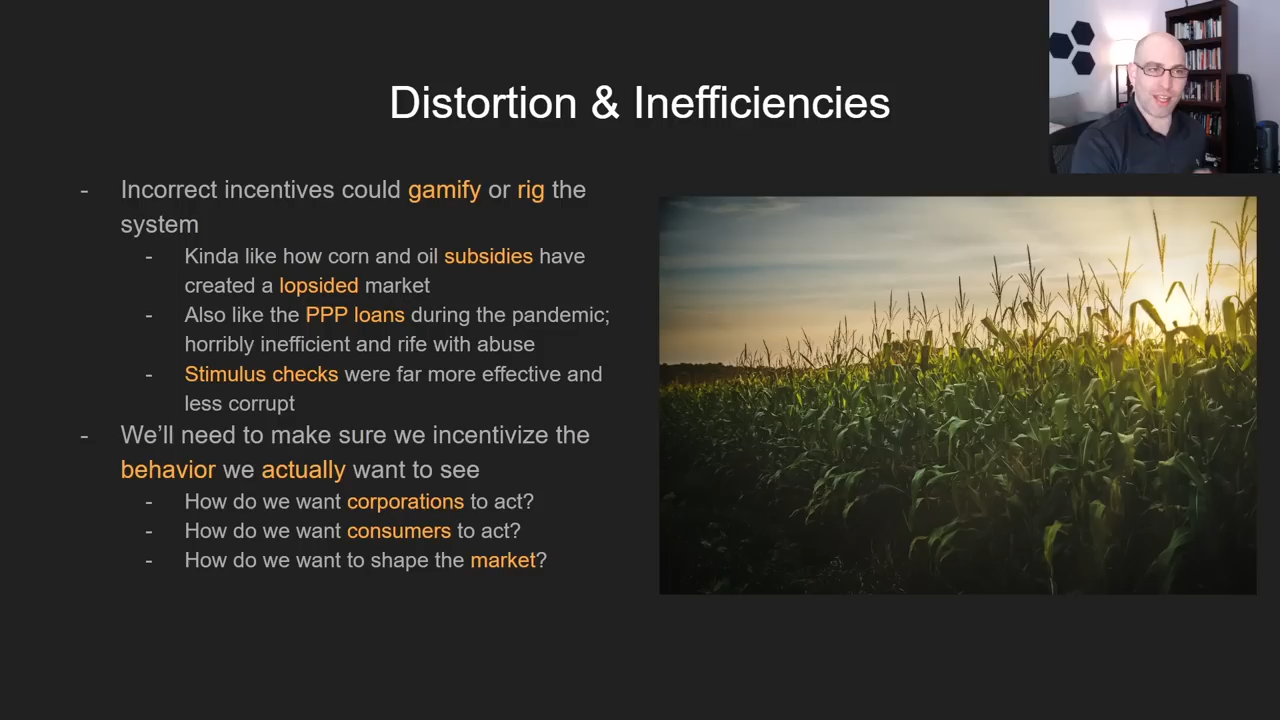 Distortion & Inefficiencies
- Incorrect incentives could gamify or rig the
system
- Kinda like how corn and oil subsidies have
created a lopsided market
- Also like the PPP loans during the pandemic;
horribly inefficient and rife with abuse
- Stimulus checks were far more effective and
less corrupt
- We’ll need to make sure we incentivize the
behavior we actually want to see
- How do we want corporations to act?
- How do we want consumers to act?
- How do we want to shape the market?